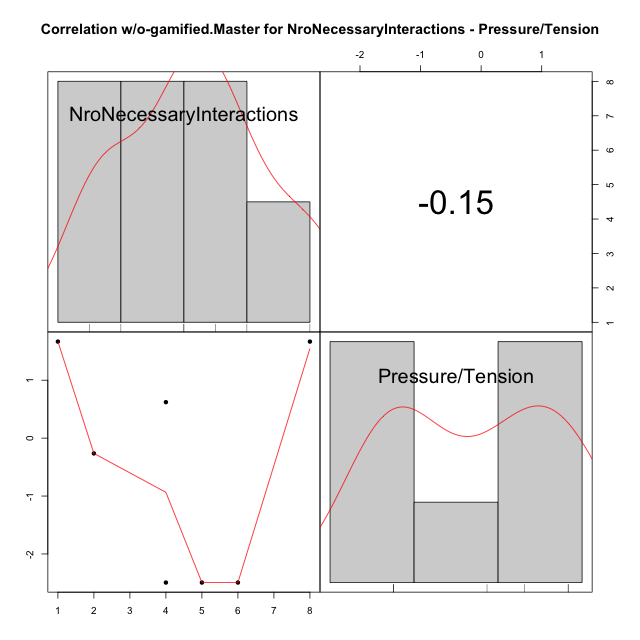 Correlation w/o-gamified.Master for NroNecessaryInteractions - Pressure/Tension
-2 -1 0 1
NroNecessaryInteractions
-0.15
8
7
6
5
4
3
2
1
Pressure/Tension
1
0
-1
-2
1 2 3 4 5 6 7 8